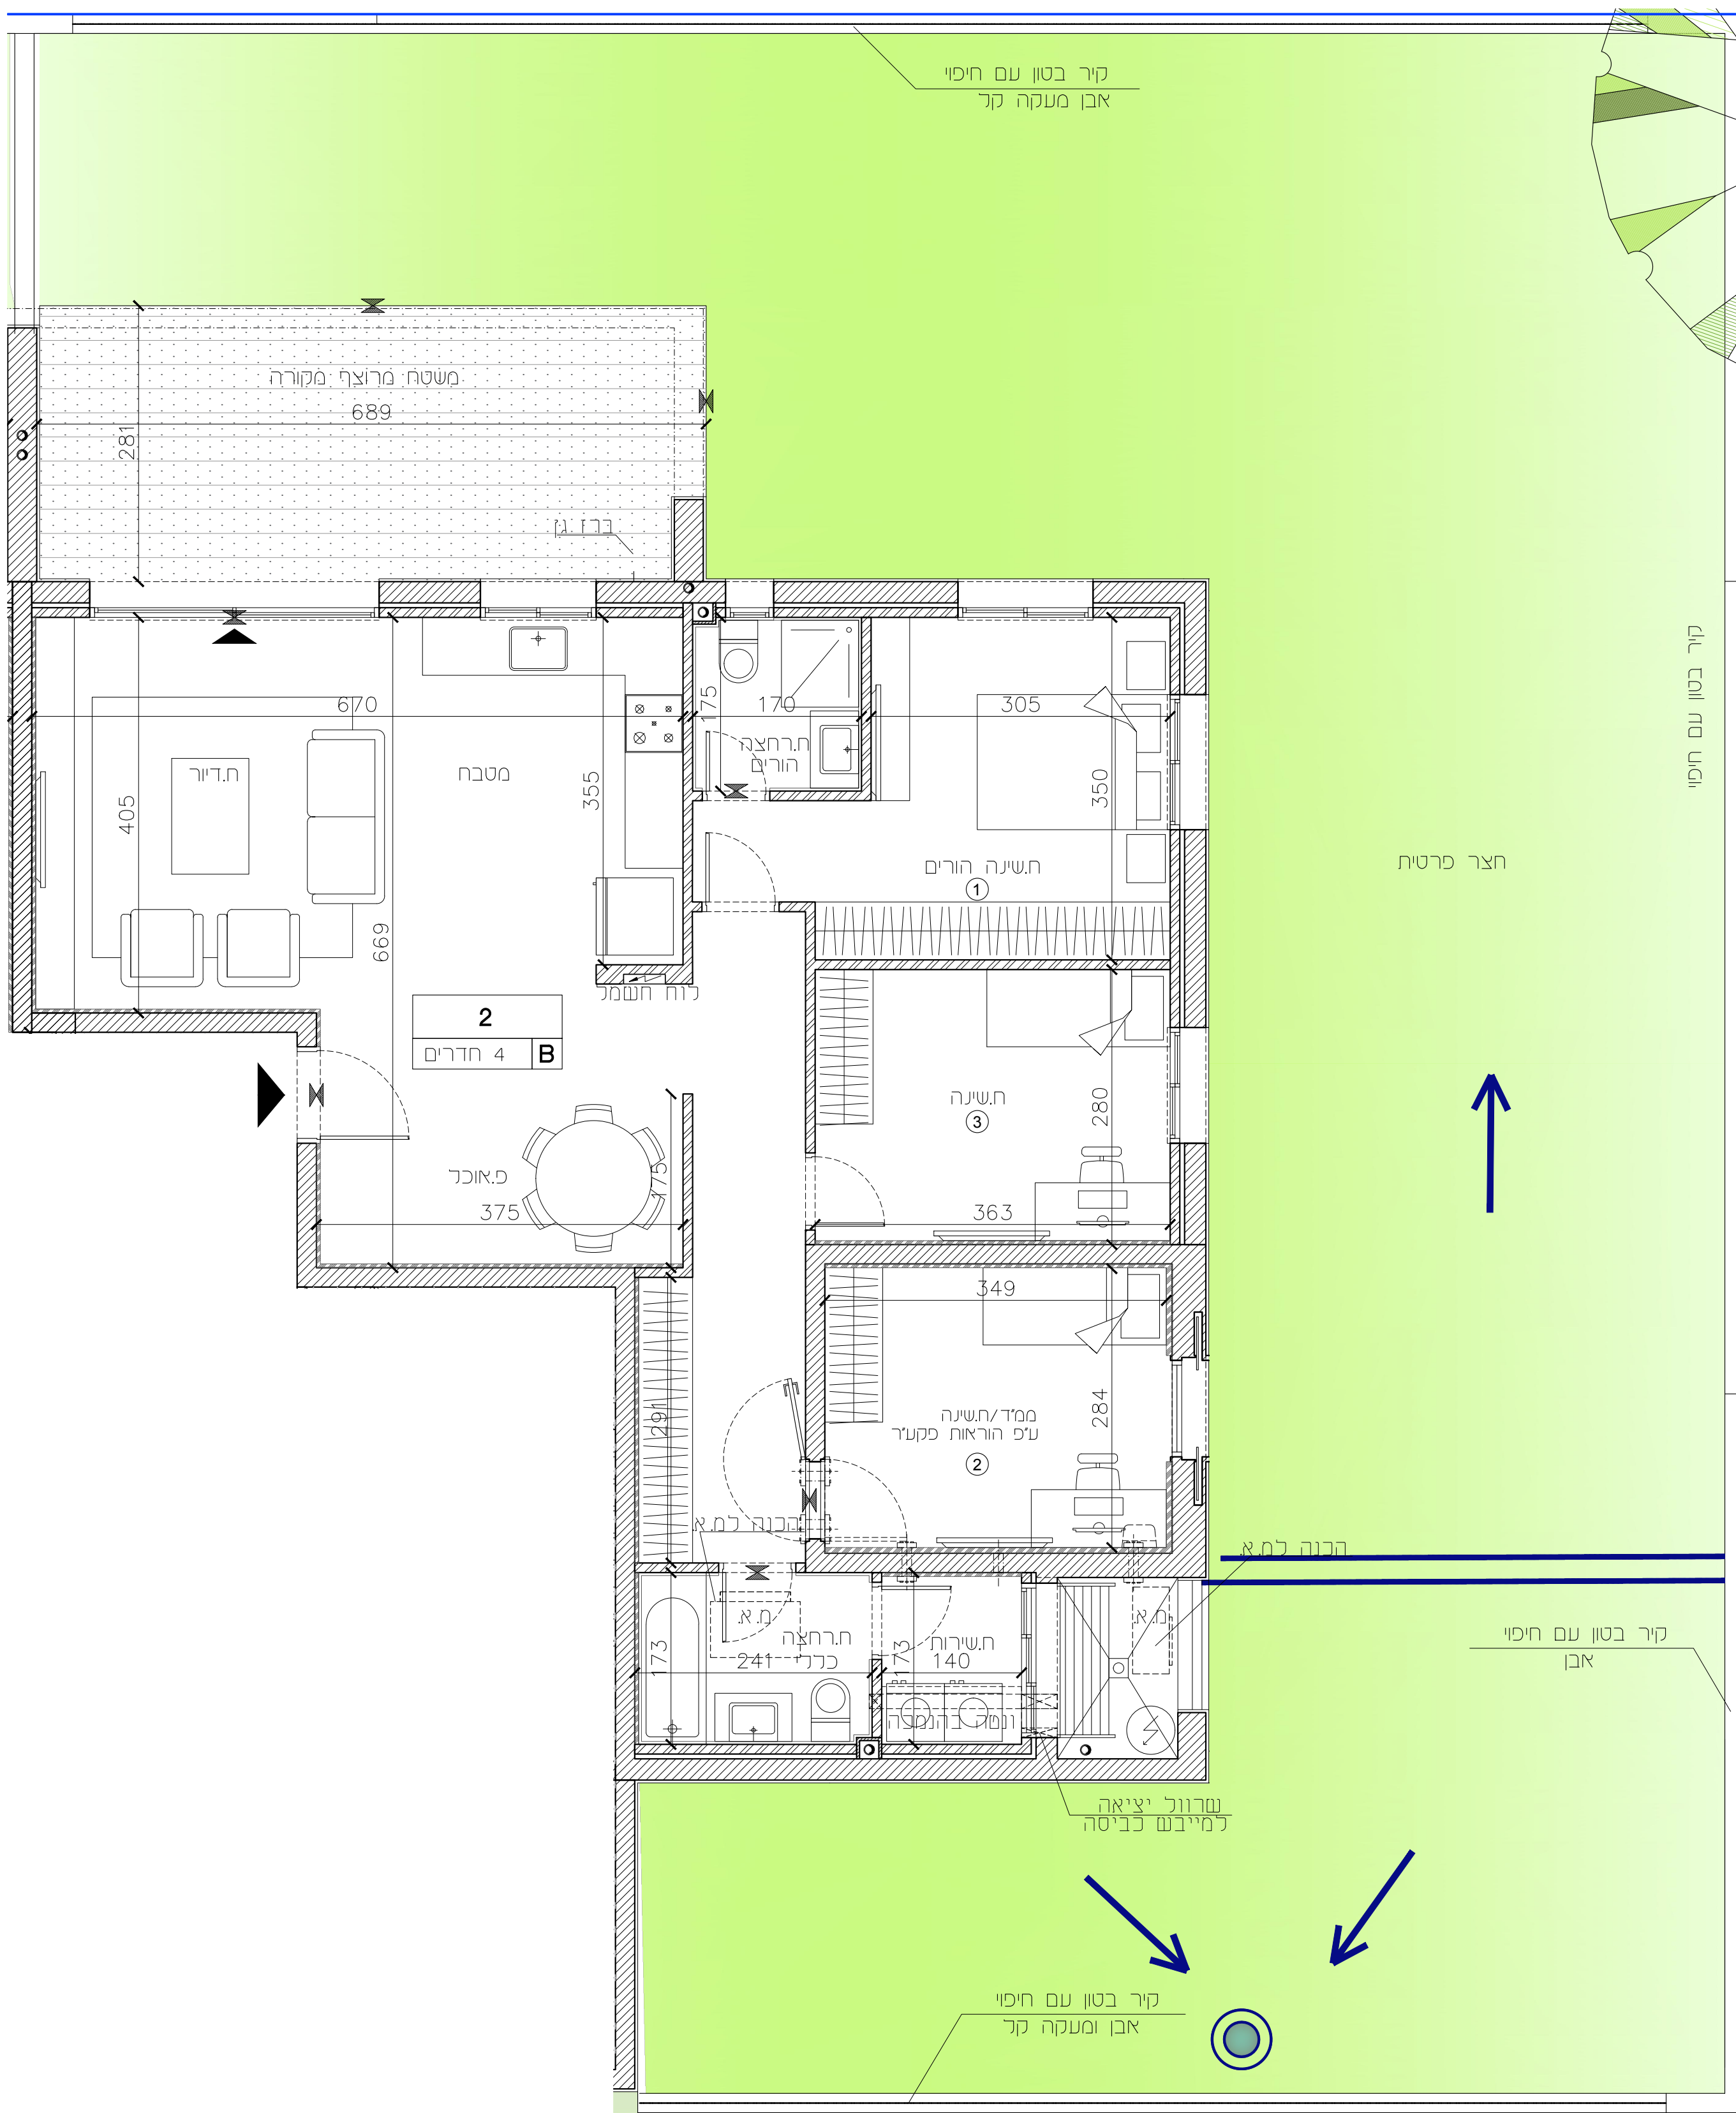 קיר בטון עם חיפוי
אבן מעקה קל
משטח מרוצף מקורה
689
281
ברז גן
קיר בטון עם חיפוי
670
175
170
305
ח.רחצה
הורים
ח.דיור
מטבח
405
355
350
חצר פרטית
ח.שינה הורים
1
669
לוח חשמל
2
4 חדרים
B
ח.שינה
3
280
פ.אוכל
175
375
363
349
291
284
ממ"ד/ח.שינה
ע"פ הוראות פקע"ר
2
הכנה למ.א.
הכנה למ.א.
מ.א.
מ.א.
ח.רחצה
כללי
ח.שירות
173
241
173
140
קיר בטון עם חיפוי
אבן
ונטה בהנמכה
שרוול יציאה
למייבש כביסה
קיר בטון עם חיפוי
אבן ומעקה קל